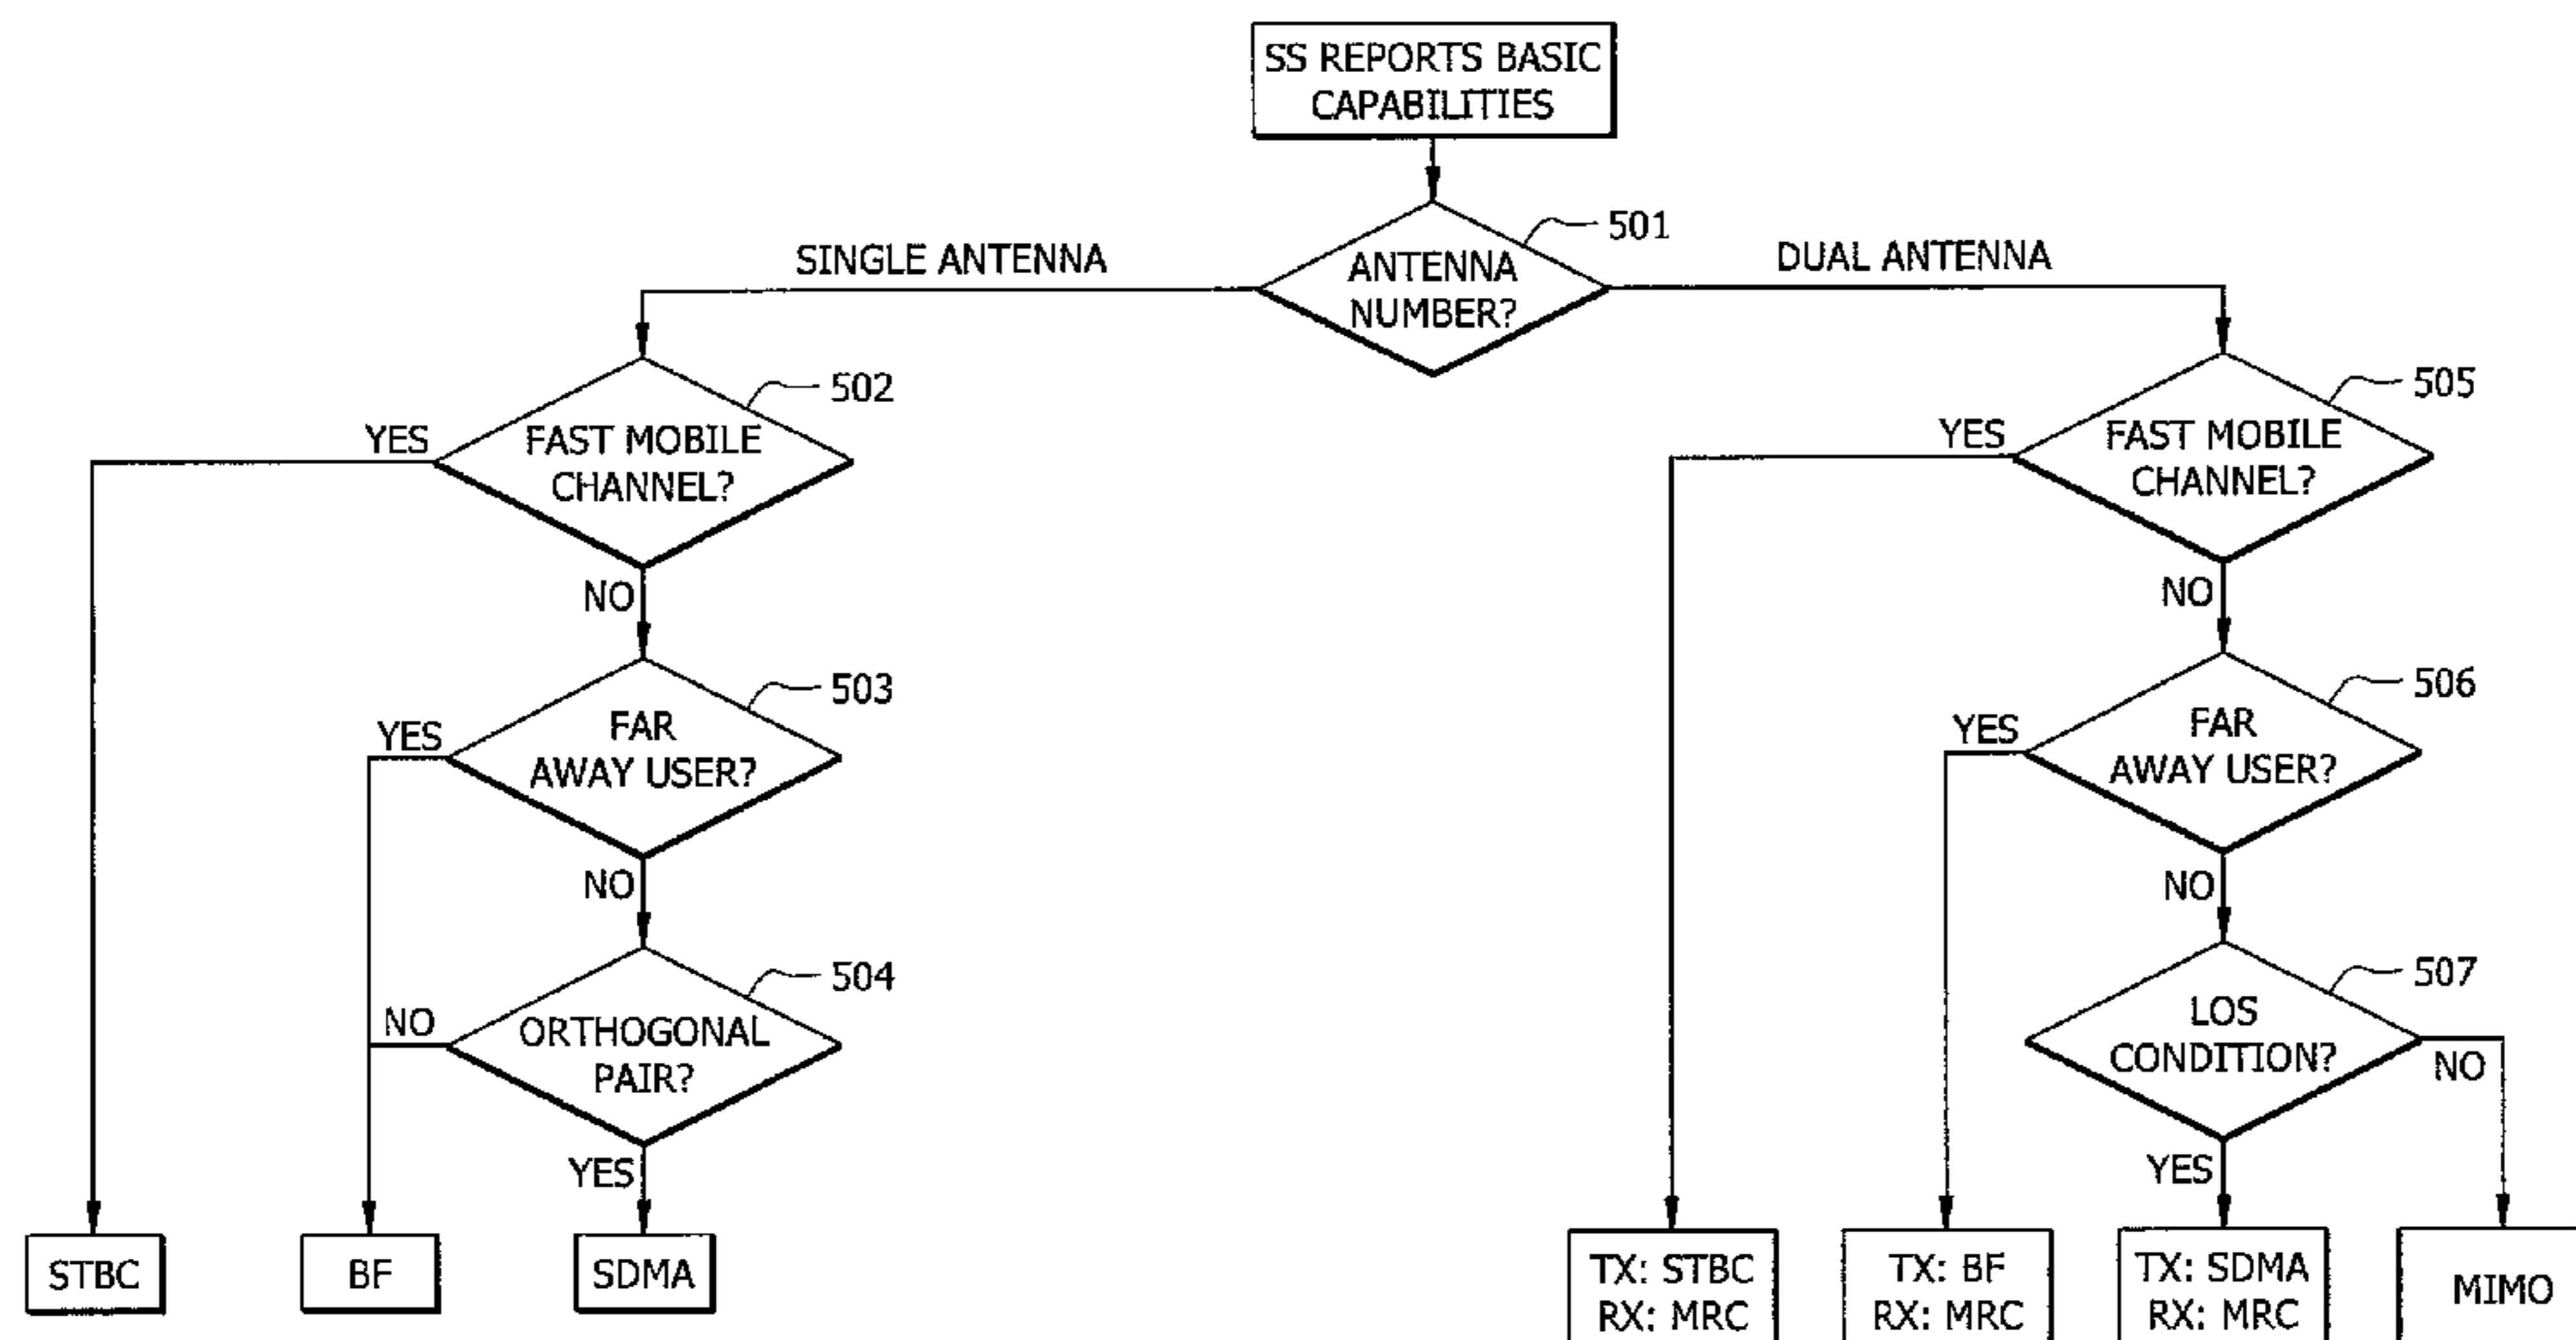 SS REPORTS BASIC
CAPABILITIES
501
ANTENNA
NUMBER?
SINGLE ANTENNA
DUAL ANTENNA
502
FAST MOBILE
CHANNEL?
YES
NO
503
FAR
AWAY USER?
YES
NO
504
ORTHOGONAL
PAIR?
NO
YES
STBC
BF
SDMA
505
FAST MOBILE
CHANNEL?
YES
NO
506
FAR
AWAY USER?
YES
NO
507
LOS
CONDITION?
NO
YES
TX: STBC
RX: MRC
TX: BF
RX: MRC
TX: SDMA
RX: MRC
MIMO